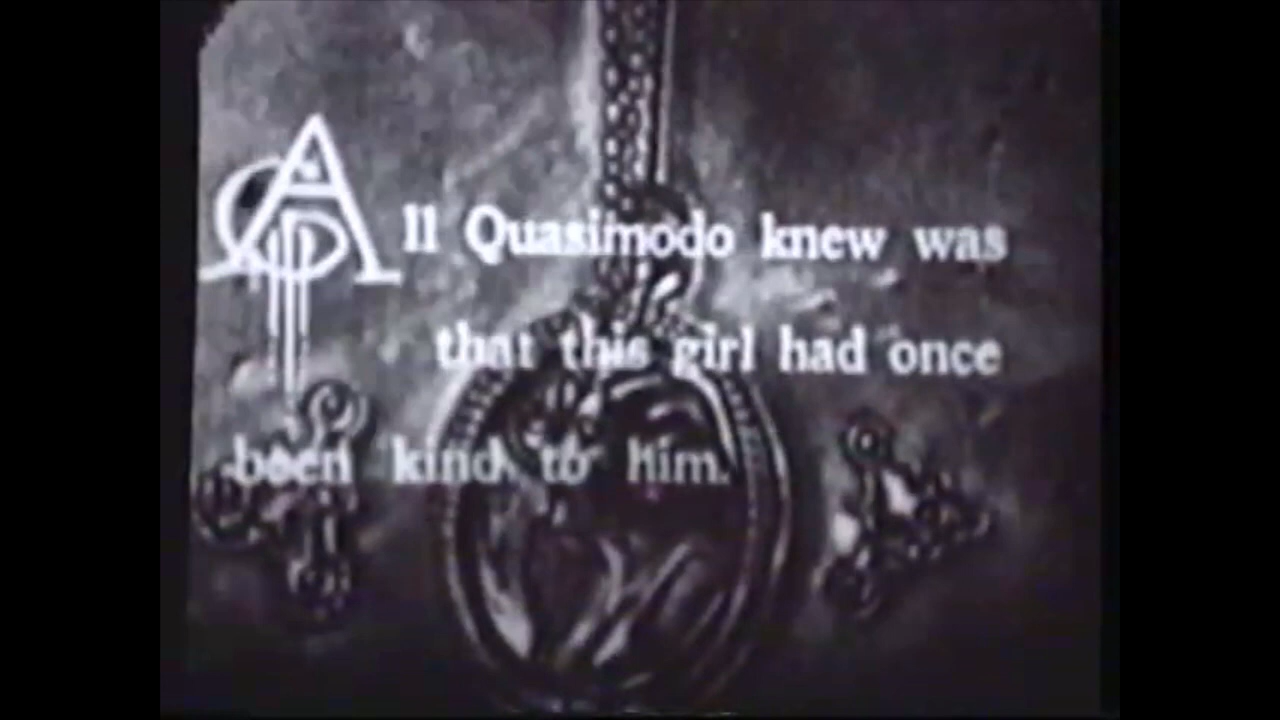 All Quasimodo knew was
that this girl had once
been kind to him.